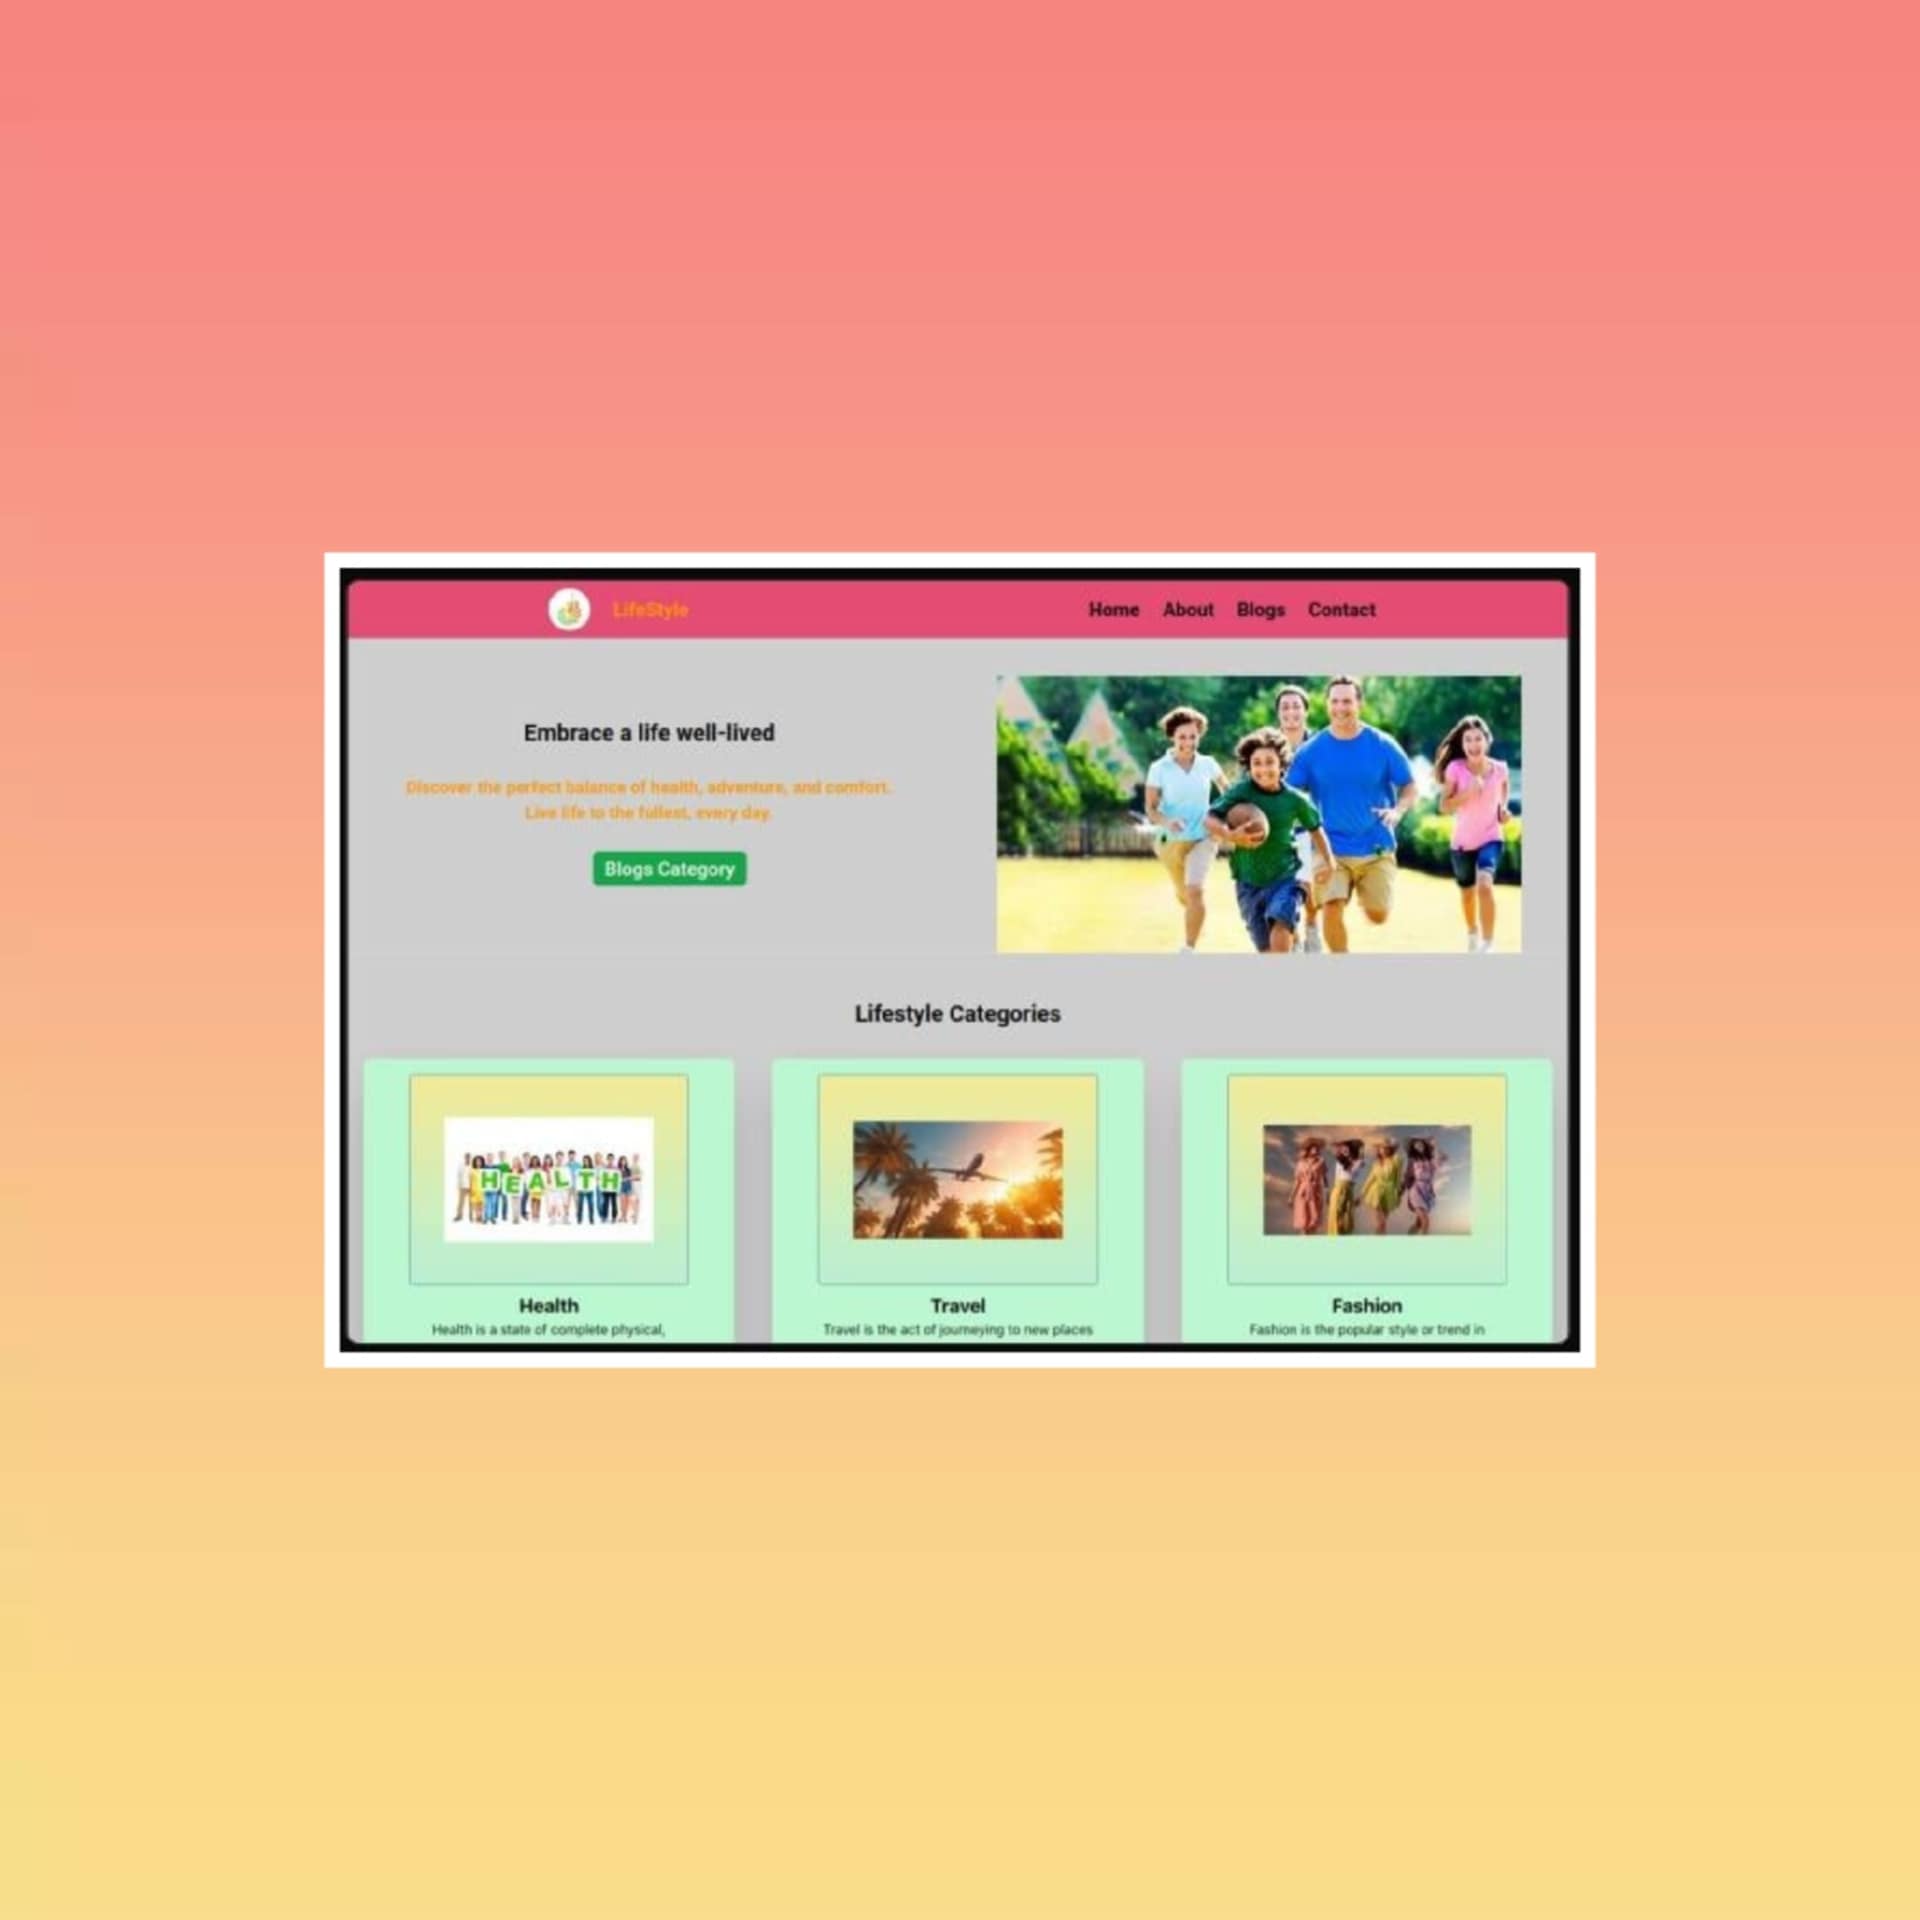 LifeStyle
Home About Blogs Contact
Embrace a life well-lived
Discover the perfect balance of health, adventure, and comfort.
Live life to the fullest, every day.
Blogs Category
Lifestyle Categories
HEALTH
Health
Health is a state of complete physical,
Travel
Travel is the act of journeying to new places
Fashion
Fashion is the popular style or trend in